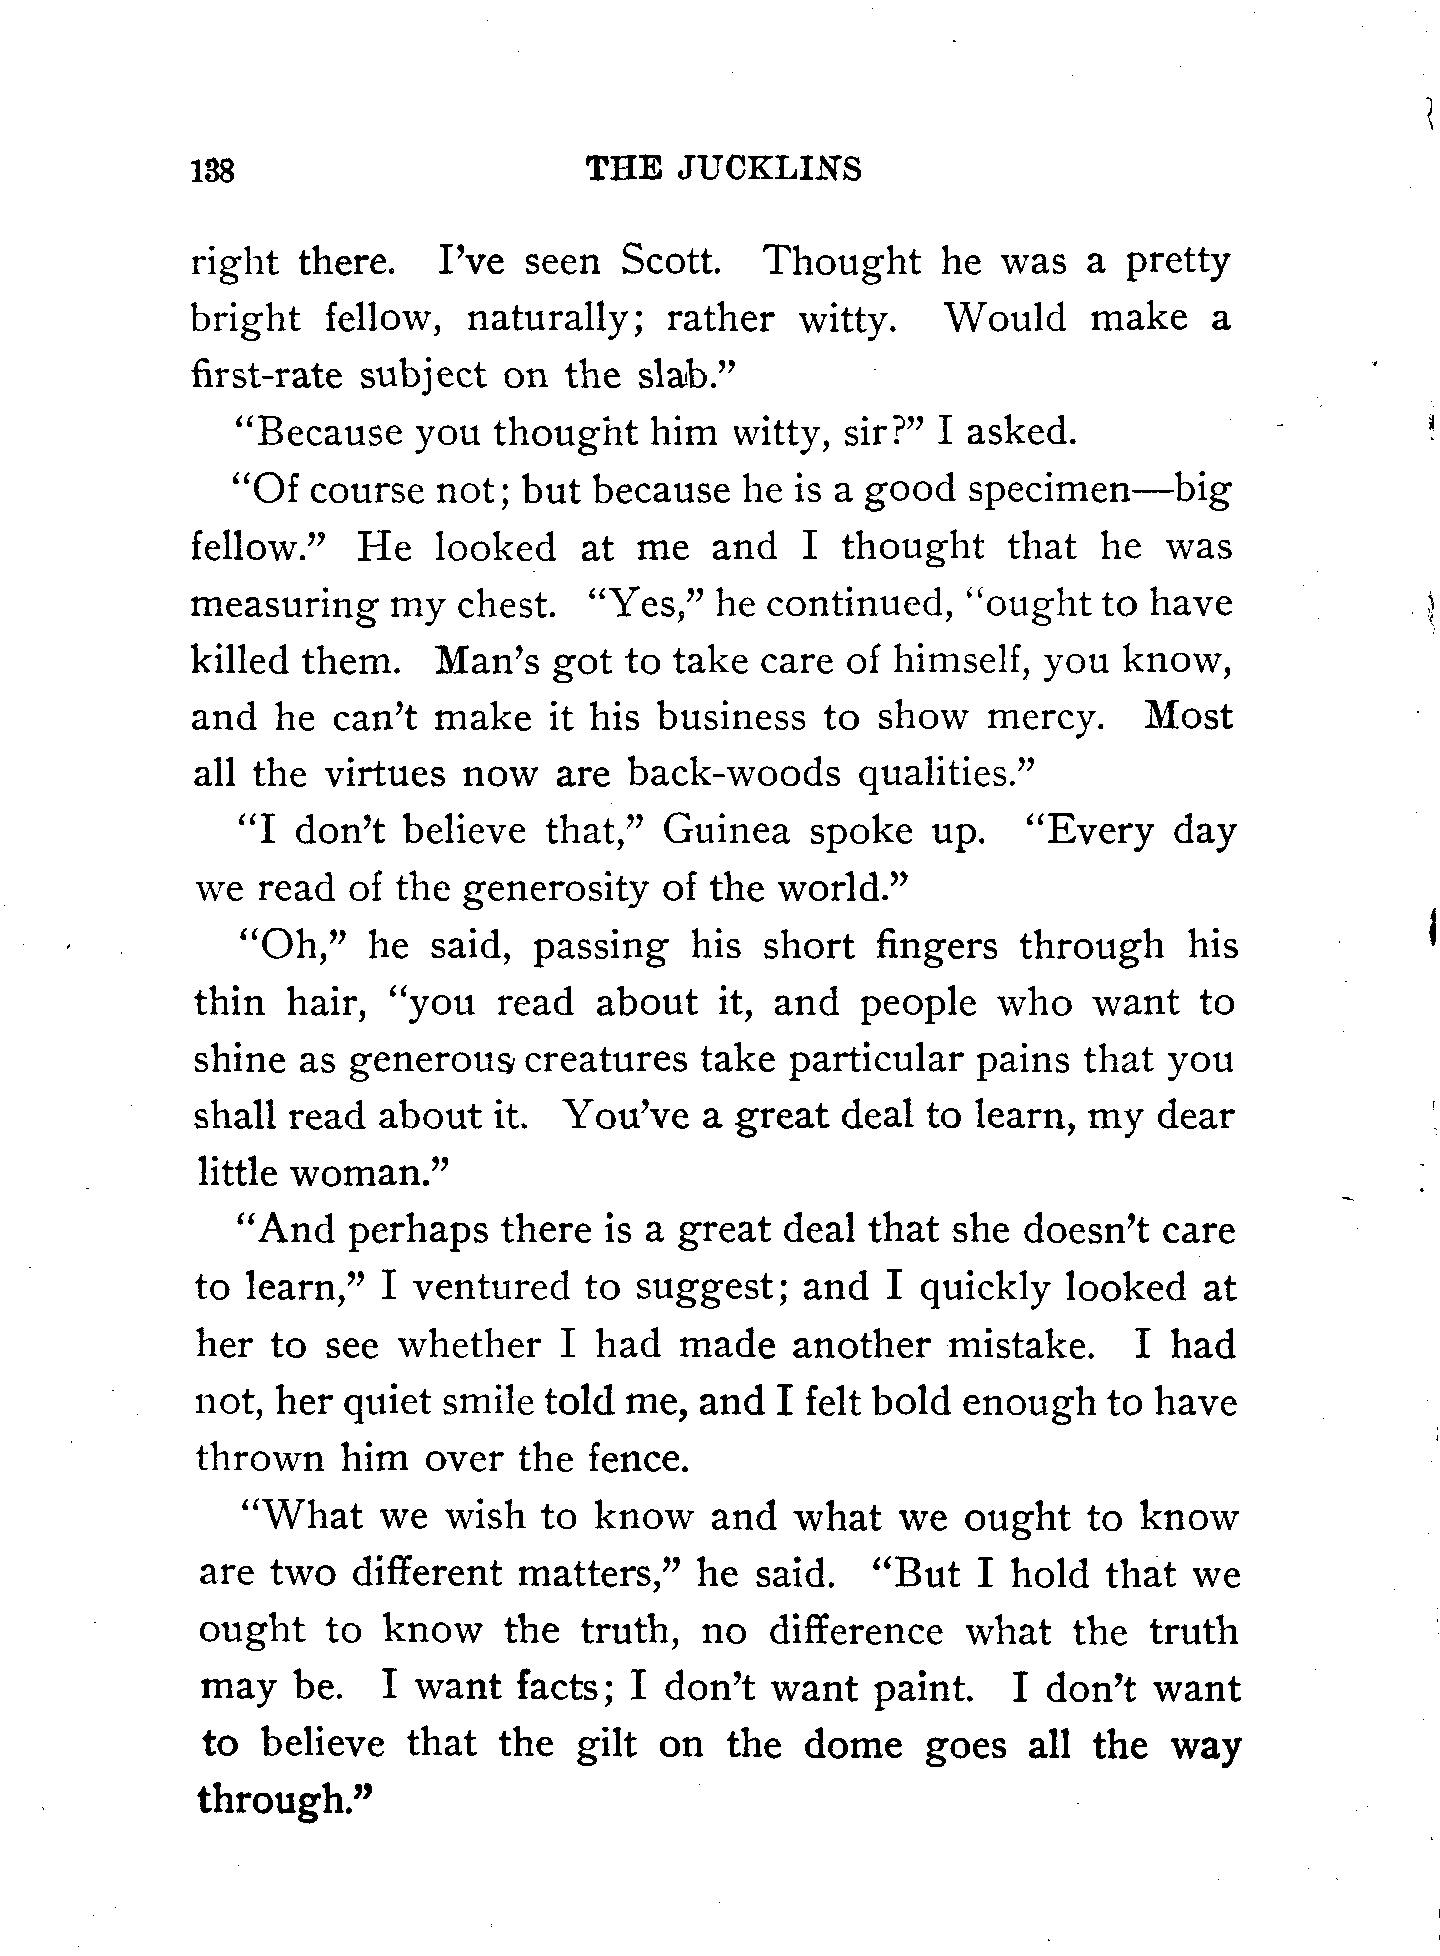 138 THE JUCKLINS
right there. I've seen Scott. Thought he was a pretty
bright fellow, naturally; rather witty. Would make a
first-rate subject on the slab."
"Because you thought him witty, sir?" I asked.
"Of course not; but because he is a good specimen—big
fellow." He looked at me and I thought that he was
measuring my chest. "Yes," he continued, "ought to have
killed them. Man's got to take care of himself, you know,
and he can't make it his business to show mercy. Most
all the virtues now are back-woods qualities."
"I don't believe that," Guinea spoke up. "Every day
we read of the generosity of the world."
"Oh," he said, passing his short fingers through his
thin hair, "you read about it, and people who want to
shine as generous creatures take particular pains that you
shall read about it. You've a great deal to learn, my dear
little woman."
"And perhaps there is a great deal that she doesn't care
to learn," I ventured to suggest; and I quickly looked at
her to see whether I had made another mistake. I had
not, her quiet smile told me, and I felt bold enough to have
thrown him over the fence.
"What we wish to know and what we ought to know
are two different matters," he said. "But I hold that we
ought to know the truth, no difference what the truth
may be. I want facts; I don't want paint. I don't want
to believe that the gilt on the dome goes all the way
through."